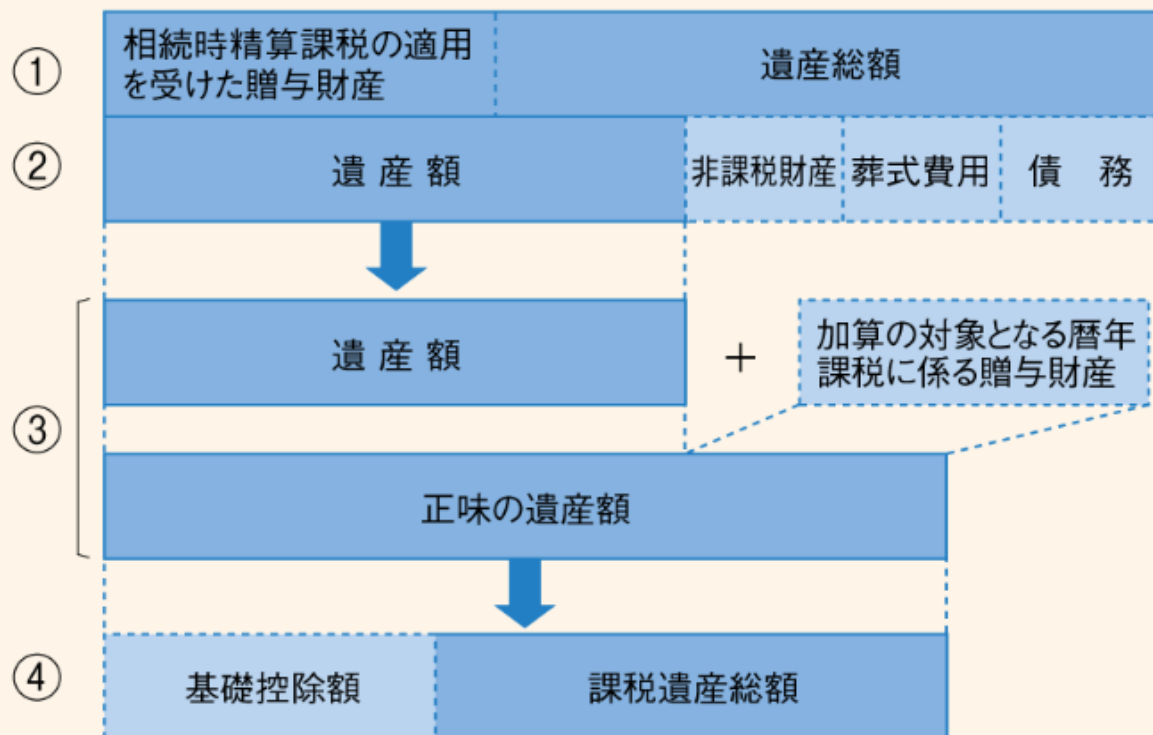 ①
相続時精算課税の適用
を受けた贈与財産
遺産総額
②
遺 産 額
非課税財産
葬式費用
債　務
③
遺 産 額
＋
加算の対象となる暦年
課税に係る贈与財産
正味の遺産額
④
基礎控除額
課税遺産総額